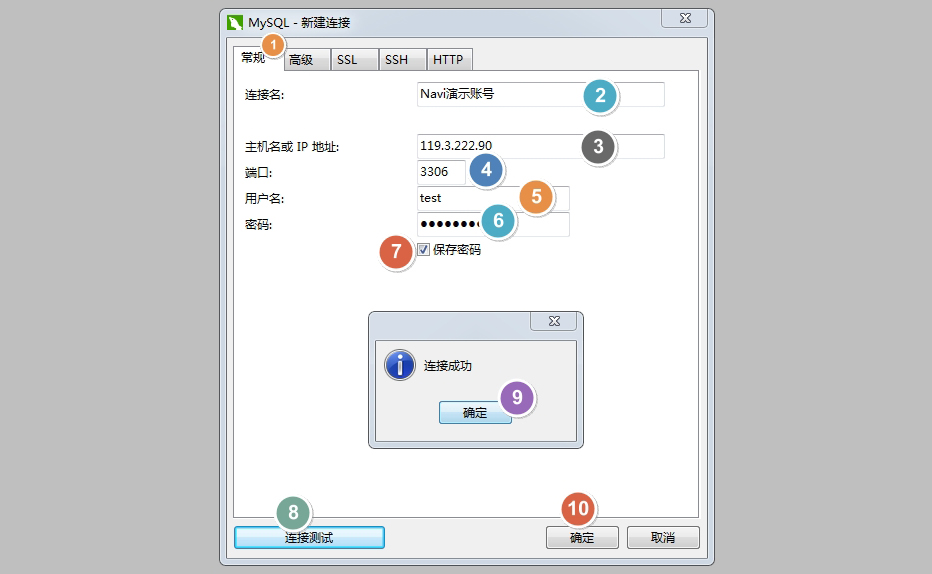 MySQL - 新建连接
1
常规 高级 SSL SSH HTTP
连接名: Navi演示账号 2
主机名或 IP 地址: 119.3.222.90 3
端口: 3306 4
用户名: test 5
密码: ●●●●●●●● 6
7 保存密码
连接成功
确定 9
8 10
连接测试 确定 取消